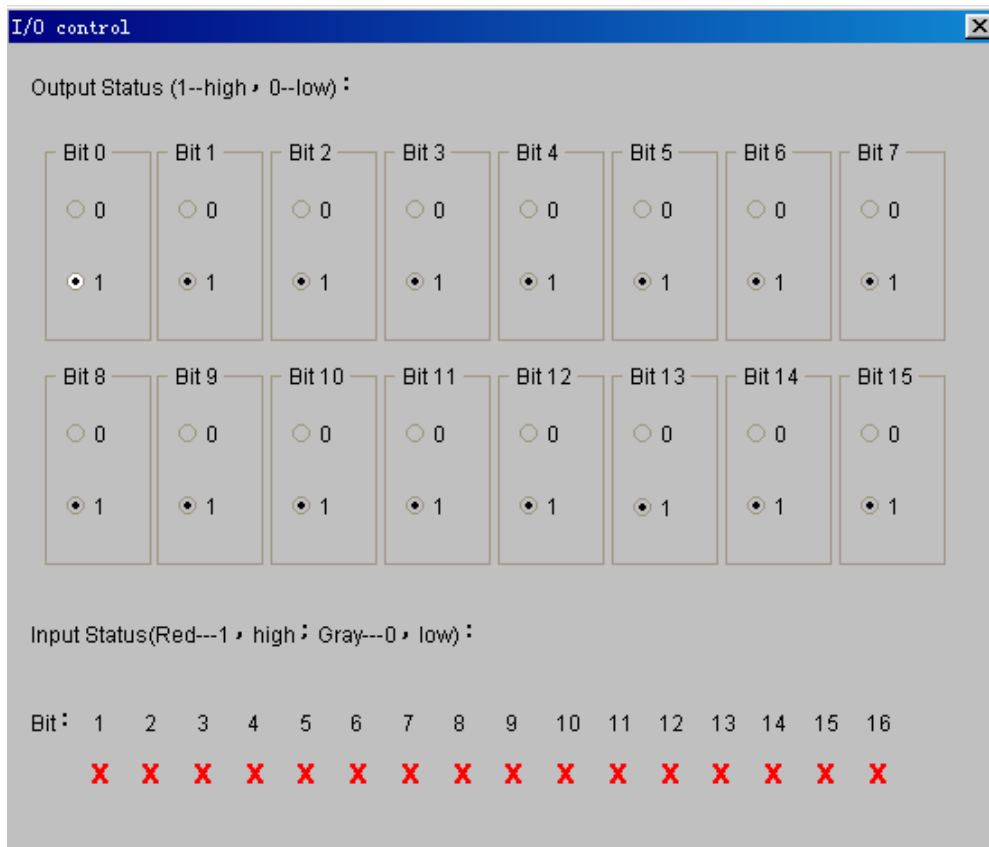 I/O control
Output Status (1--high，0--low)：
Bit 0 Bit 1 Bit 2 Bit 3 Bit 4 Bit 5 Bit 6 Bit 7
0 0 0 0 0 0 0 0
1 1 1 1 1 1 1 1
Bit 8 Bit 9 Bit 10 Bit 11 Bit 12 Bit 13 Bit 14 Bit 15
0 0 0 0 0 0 0 0
1 1 1 1 1 1 1 1
Input Status(Red---1，high；Gray---0，low)：
Bit： 1 2 3 4 5 6 7 8 9 10 11 12 13 14 15 16
X X X X X X X X X X X X X X X X